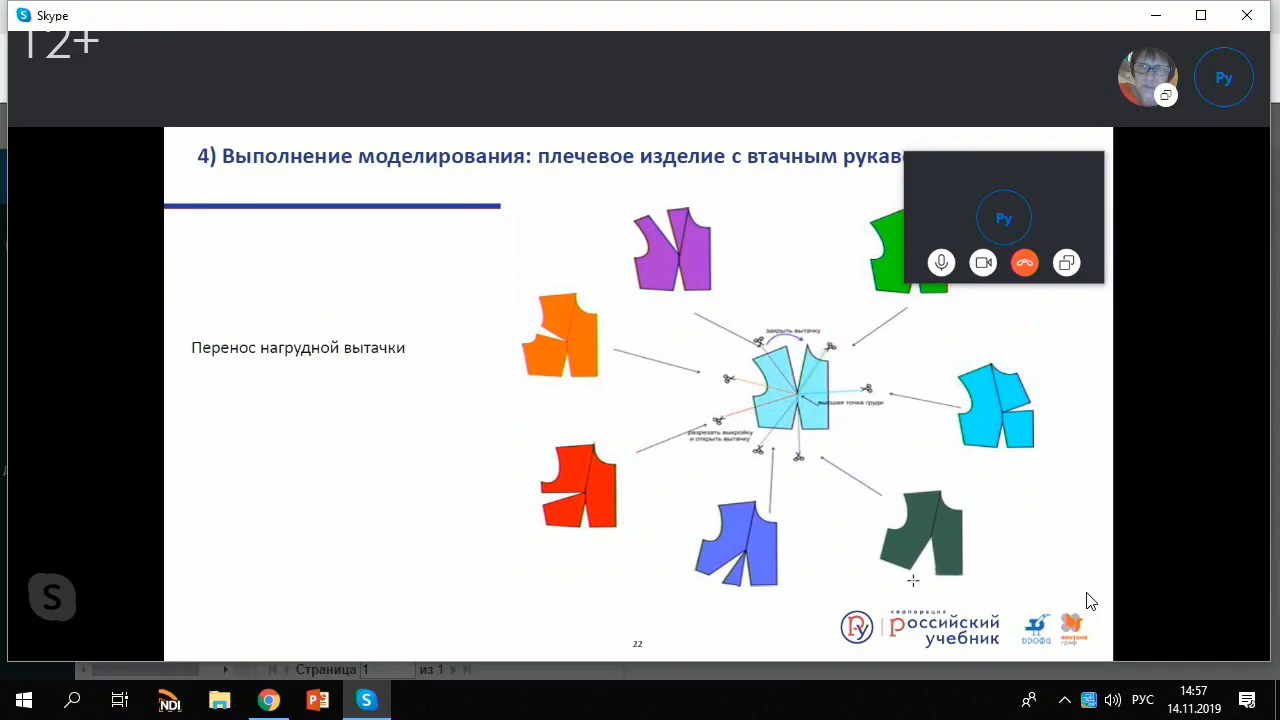 Skype
12+
Ру
4) Выполнение моделирования: плечевое изделие с втачным рукав
Ру
закрыть вытачку
Перенос нагрудной вытачки
высшая точка груди
разрезать выкройку
и открыть вытачку
S
корпорация
Ру российский
учебник
дрофа
вентана
граф
22
Страница 1 из 1
NDI
РУС
14:57
14.11.2019